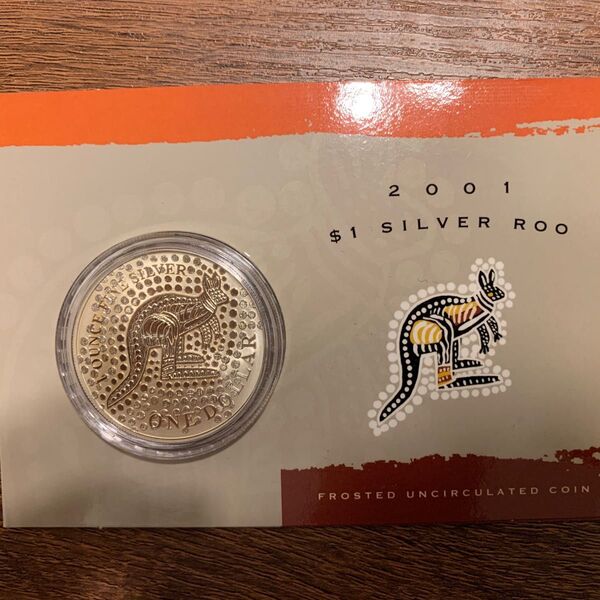 2001
$1 SILVER ROO
1 OUNCE FINE SILVER
ONE DOLLAR
FROSTED UNCIRCULATED COIN